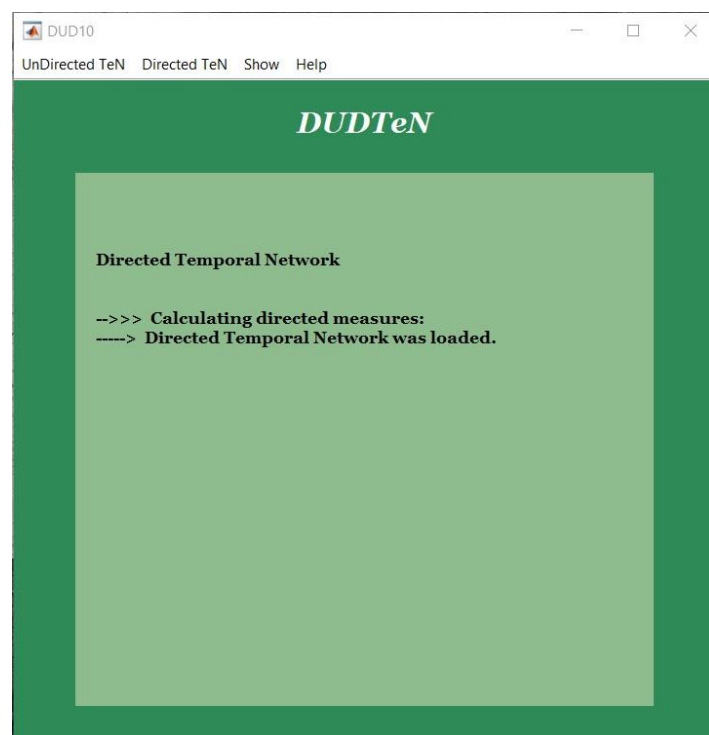 DUD10
UnDirected TeN Directed TeN Show Help
DUDTeN
Directed Temporal Network
-->>> Calculating directed measures:
-----> Directed Temporal Network was loaded.